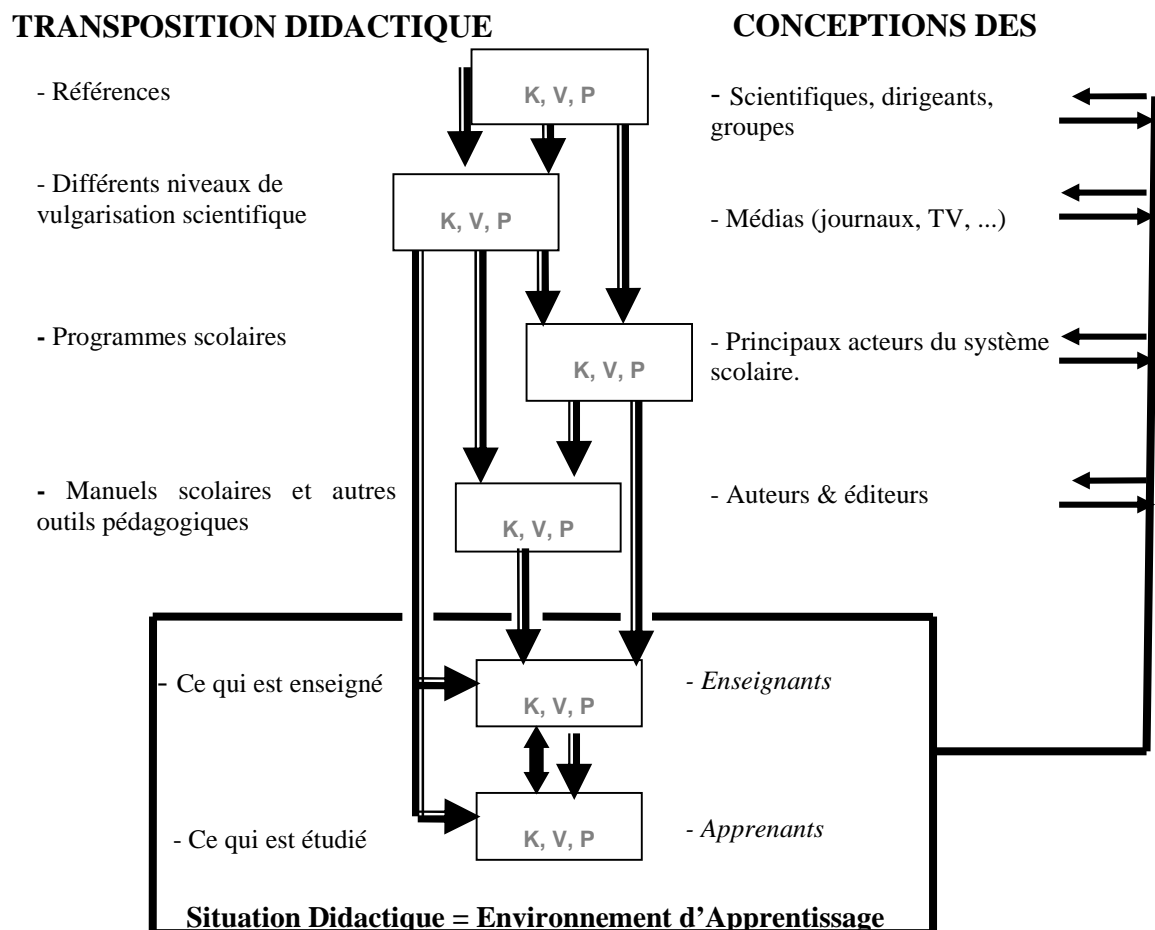 TRANSPOSITION DIDACTIQUE
CONCEPTIONS DES
- Références
K, V, P
- Scientifiques, dirigeants,
groupes
- Différents niveaux de
vulgarisation scientifique
K, V, P
- Médias (journaux, TV, ...)
- Programmes scolaires
K, V, P
- Principaux acteurs du système
scolaire.
- Manuels scolaires et autres
outils pédagogiques
K, V, P
- Auteurs & éditeurs
- Ce qui est enseigné
K, V, P
- Enseignants
- Ce qui est étudié
K, V, P
- Apprenants
Situation Didactique = Environnement d’Apprentissage